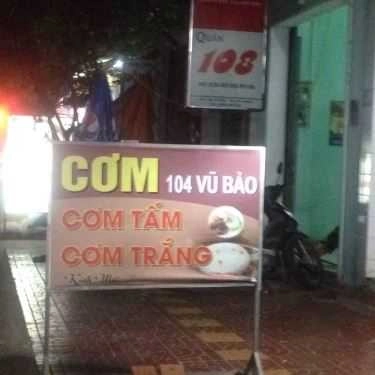 Quán
108
CƠM 104 VŨ BẢO
CƠM TẤM
CƠM TRẮNG